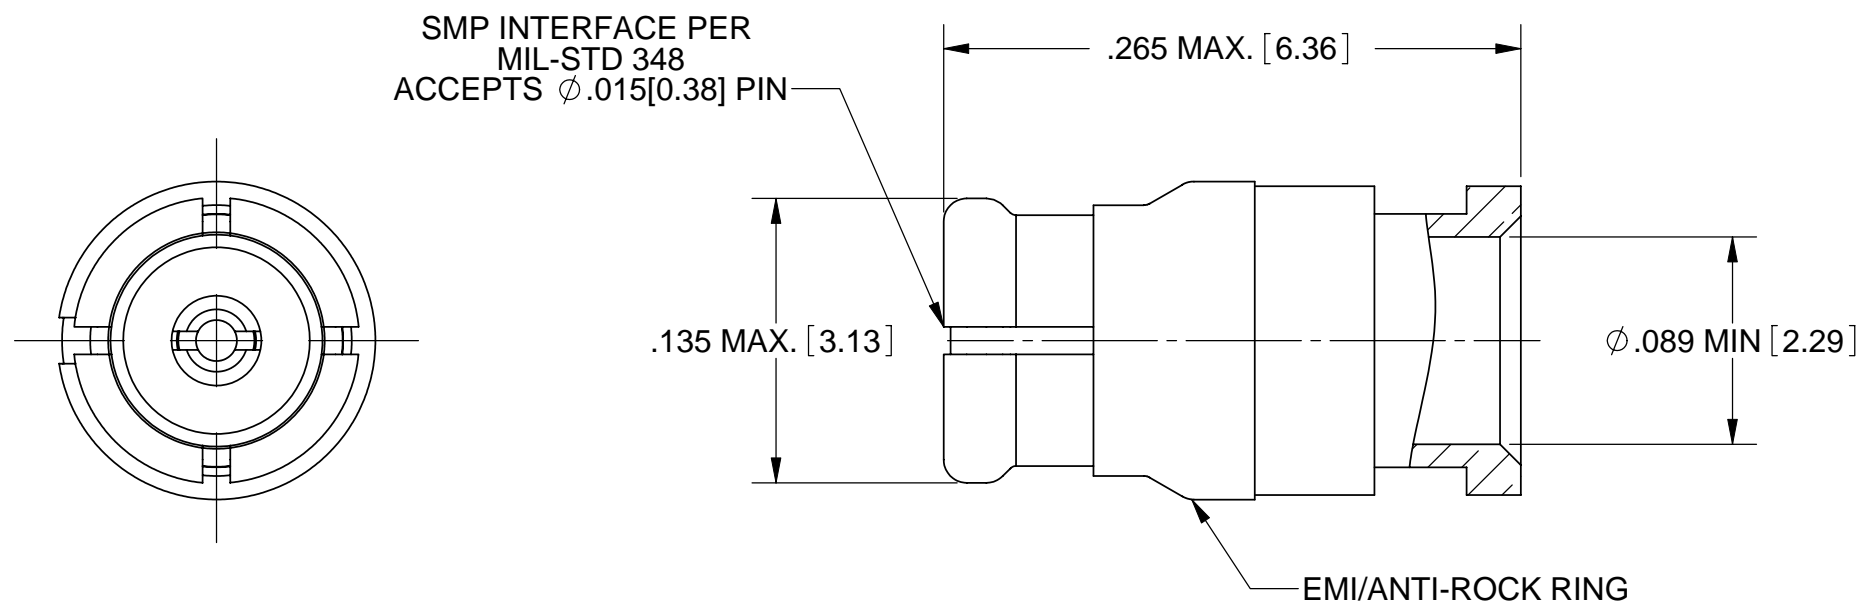 SMP INTERFACE PER
MIL-STD 348
ACCEPTS ∅.015[0.38] PIN
.265 MAX. [6.36]
.135 MAX. [3.13]
∅.089 MIN [2.29]
EMI/ANTI-ROCK RING